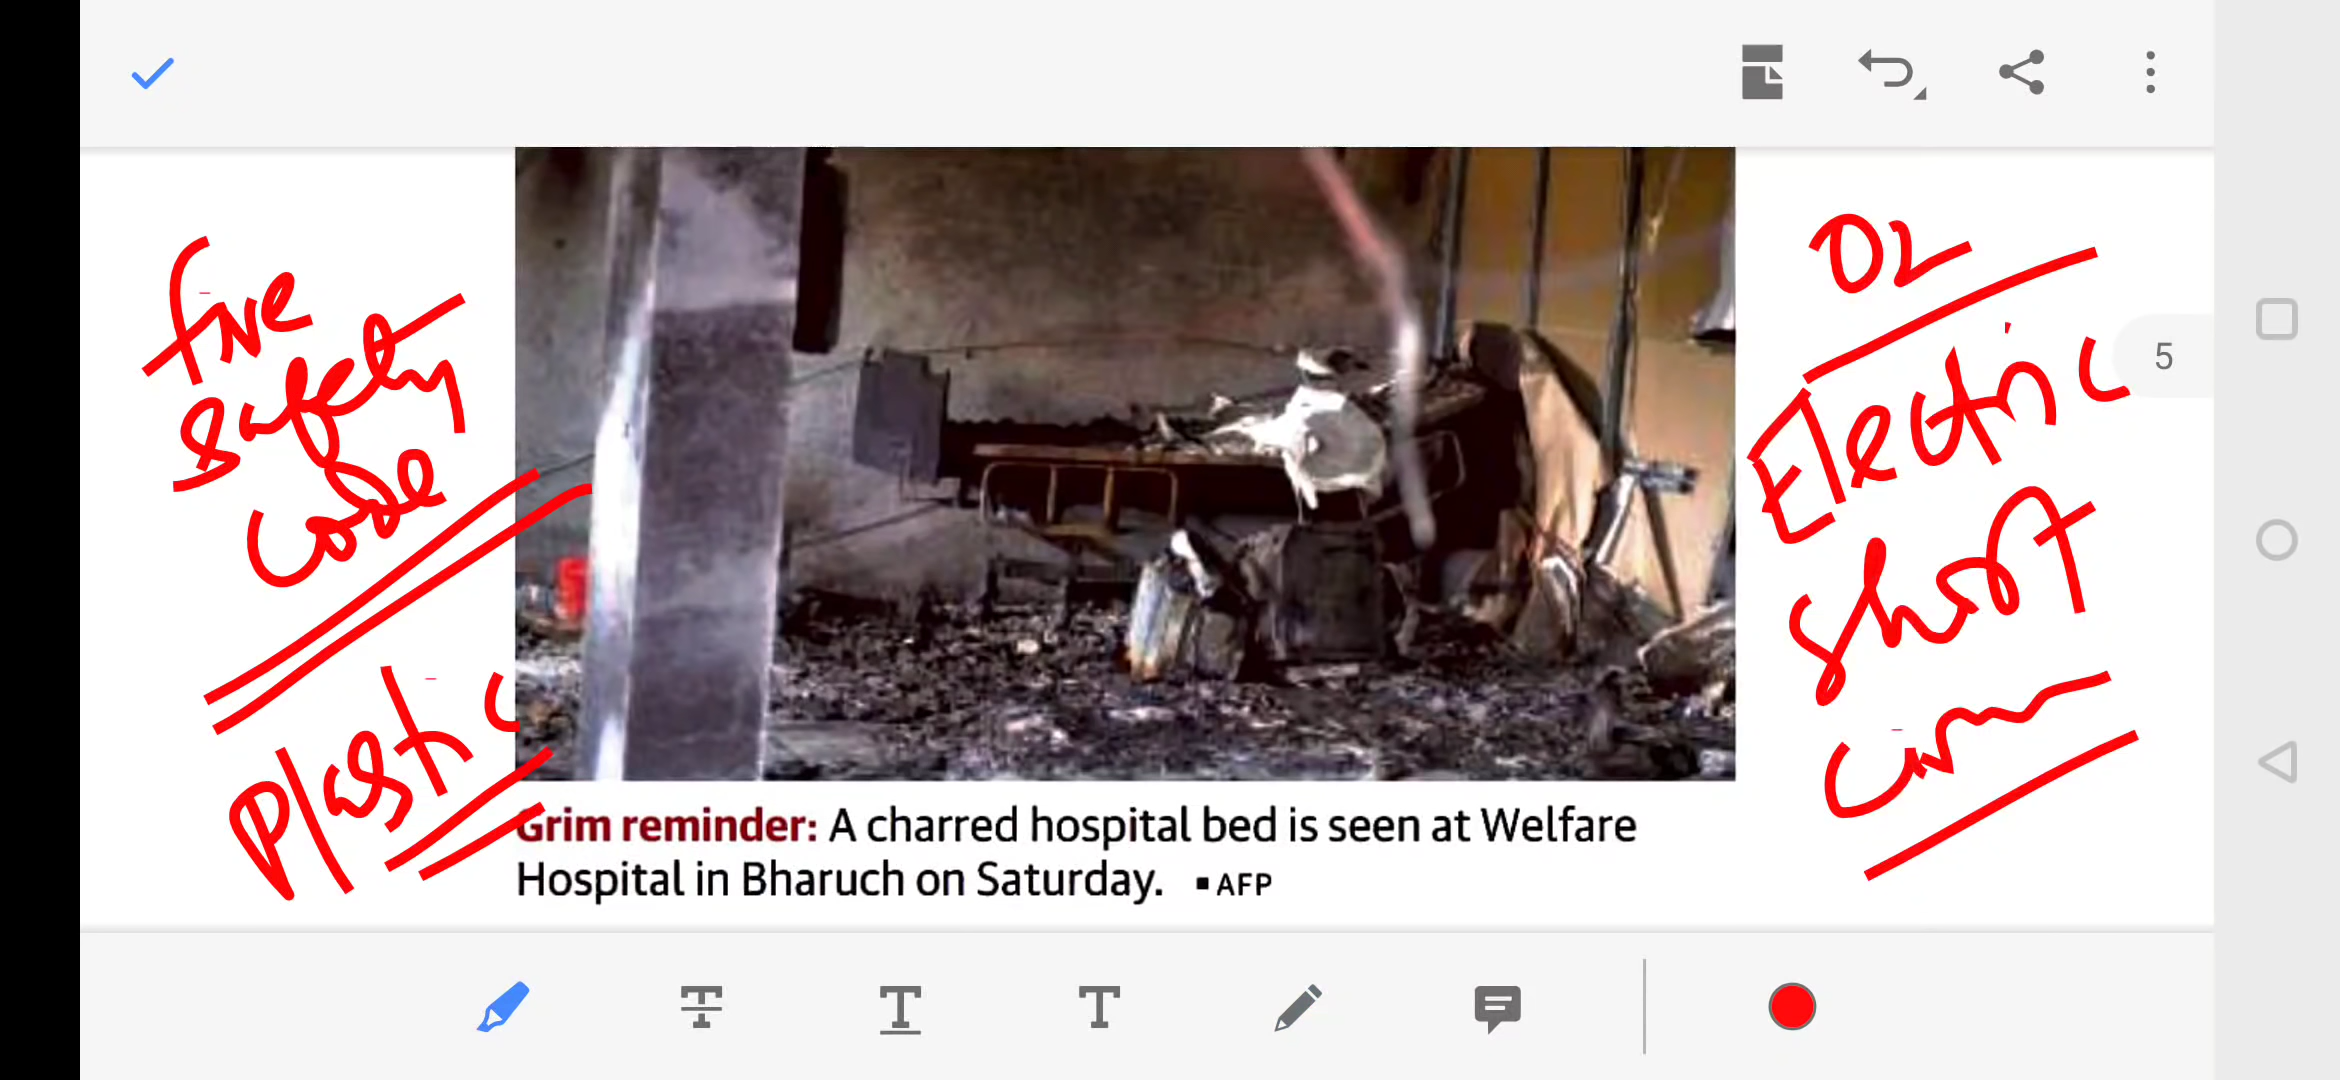 fire
safety
code
Plastic
O2
Electric
short
5
Grim reminder: A charred hospital bed is seen at Welfare
Hospital in Bharuch on Saturday. ▪ AFP